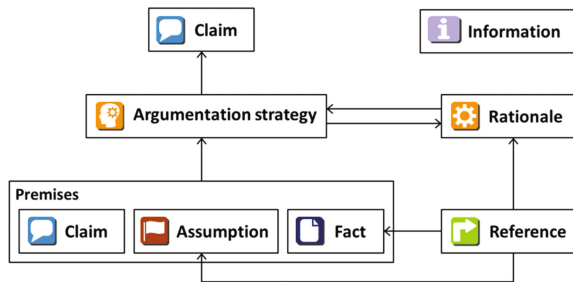 Claim
Information
Argumentation strategy
Rationale
Premises
Claim
Assumption
Fact
Reference